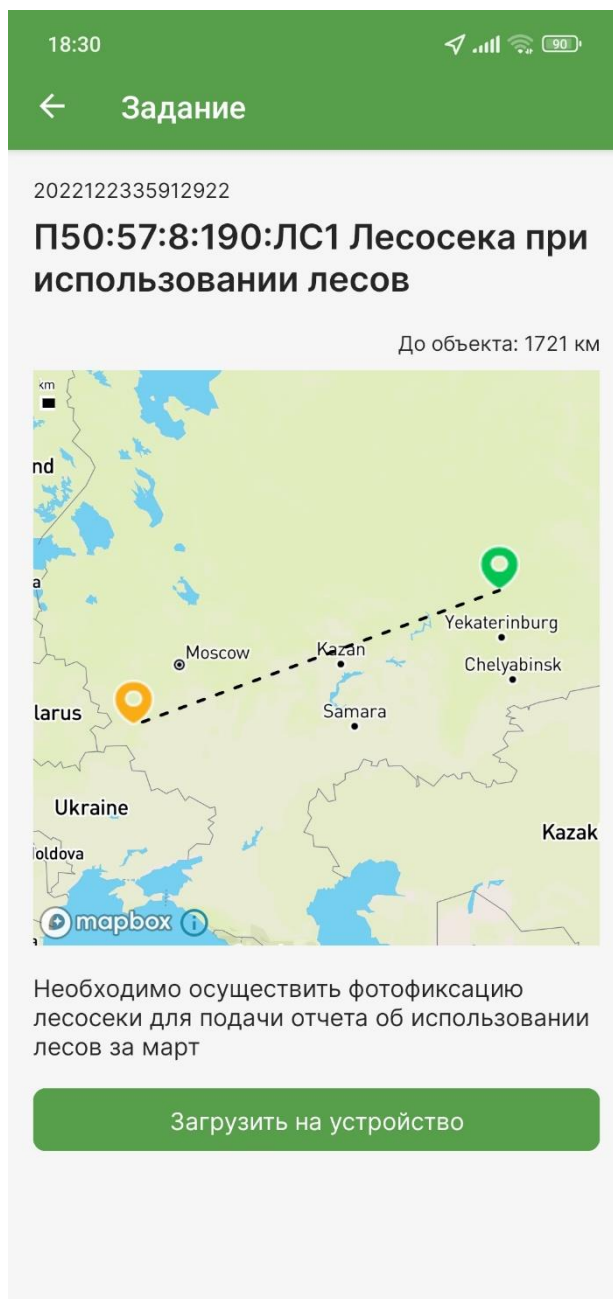 18:30
90
Задание
2022122335912922
П50:57:8:190:ЛС1 Лесосека при
использовании лесов
До объекта: 1721 км
km
nd
a
Yekaterinburg
Moscow
Kazan
Chelyabinsk
larus
Samara
Ukraine
Kazak
oldova
mapbox
Необходимо осуществить фотофиксацию
лесосеки для подачи отчета об использовании
лесов за март
Загрузить на устройство